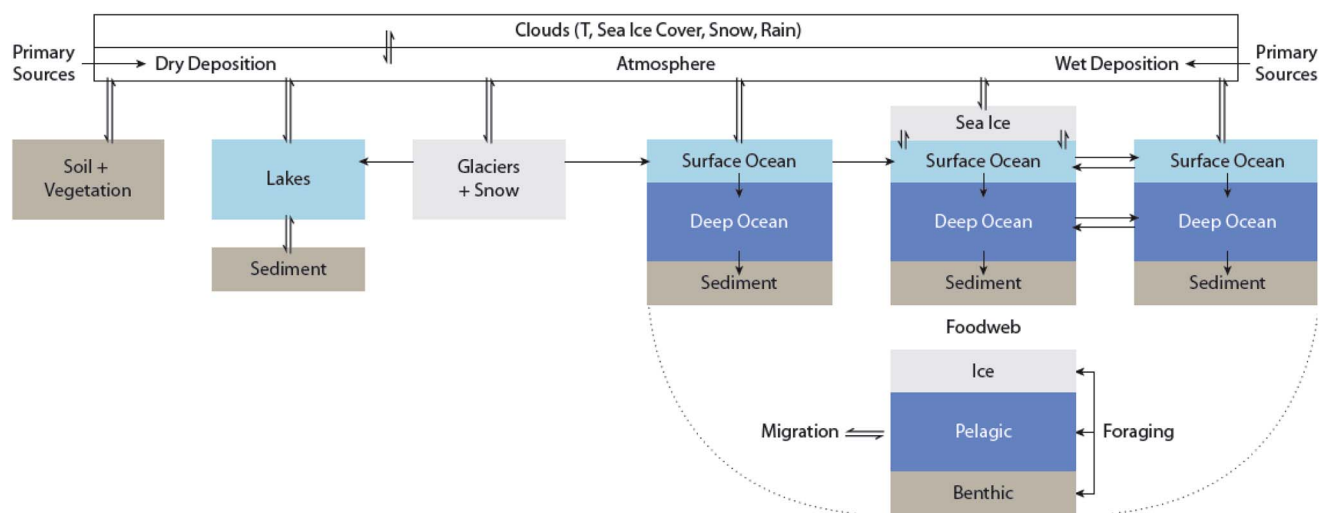 Clouds (T, Sea Ice Cover, Snow, Rain)
Primary
Sources
Dry Deposition
Atmosphere
Wet Deposition
Primary
Sources
Sea Ice
Soil +
Vegetation
Lakes
Glaciers
+ Snow
Surface Ocean
Surface Ocean
Surface Ocean
Deep Ocean
Deep Ocean
Deep Ocean
Sediment
Sediment
Sediment
Sediment
Foodweb
Ice
Migration
Pelagic
Foraging
Benthic